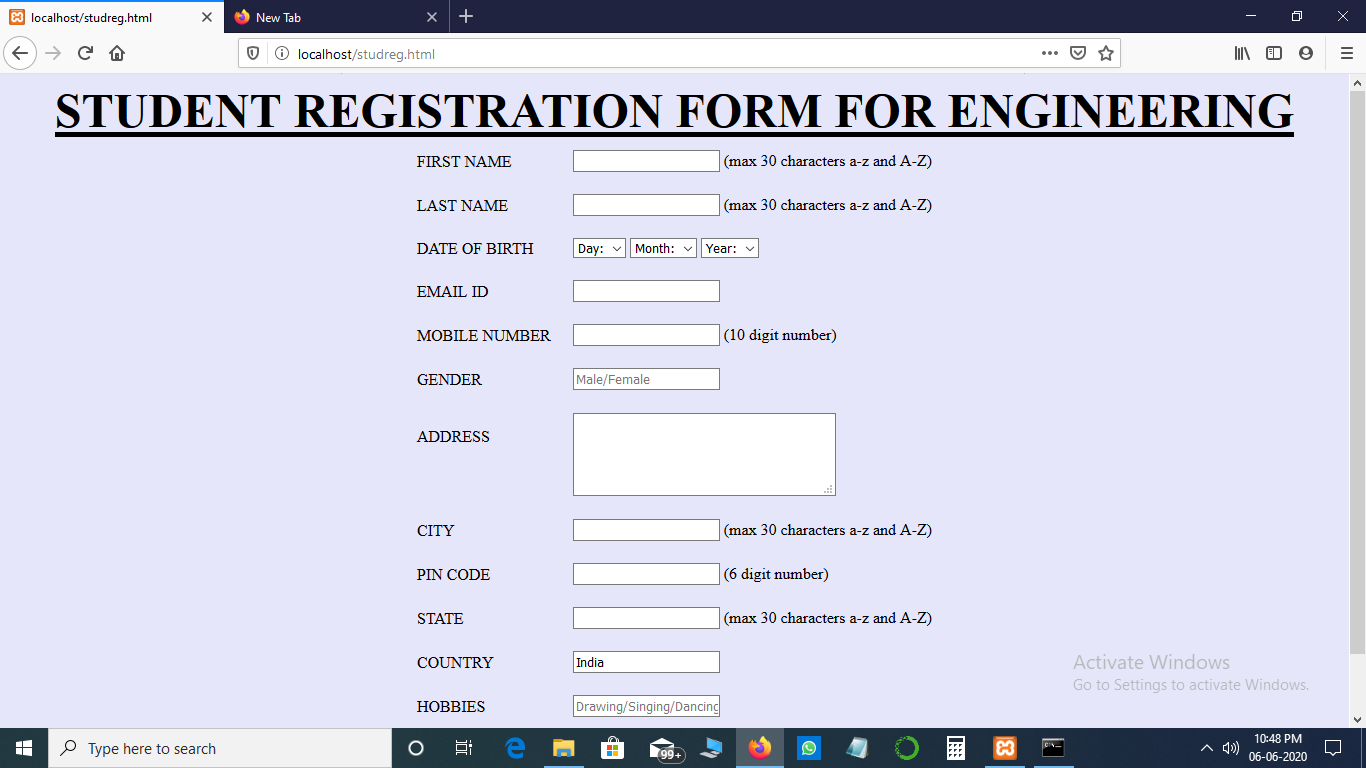 localhost/studreg.html
New Tab
localhost/studreg.html
STUDENT REGISTRATION FORM FOR ENGINEERING
FIRST NAME (max 30 characters a-z and A-Z)
LAST NAME (max 30 characters a-z and A-Z)
DATE OF BIRTH Day: Month: Year:
EMAIL ID
MOBILE NUMBER (10 digit number)
GENDER Male/Female
ADDRESS
CITY (max 30 characters a-z and A-Z)
PIN CODE (6 digit number)
STATE (max 30 characters a-z and A-Z)
COUNTRY India
Activate Windows
Go to Settings to activate Windows.
HOBBIES Drawing/Singing/Dancing
Type here to search
99+
10:48 PM
06-06-2020